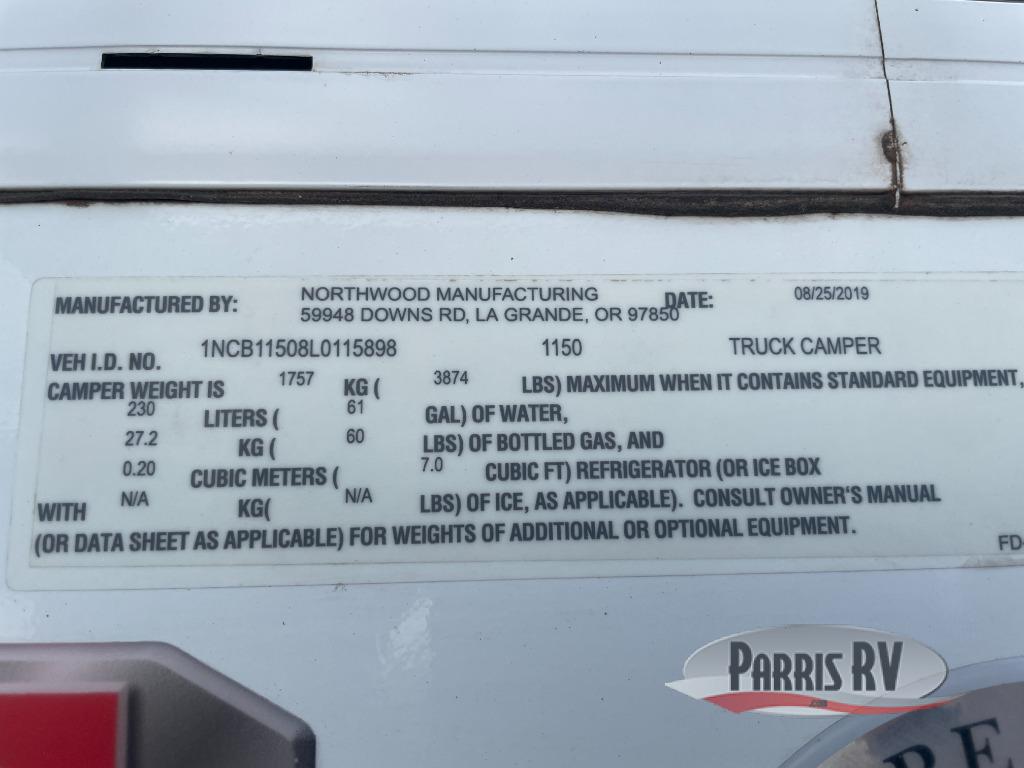 MANUFACTURED BY: NORTHWOOD MANUFACTURING DATE: 08/25/2019
59948 DOWNS RD, LA GRANDE, OR 97850
VEH I.D. NO. 1NCB11508L0115898 1150 TRUCK CAMPER
CAMPER WEIGHT IS 1757 KG ( 3874 LBS) MAXIMUM WHEN IT CONTAINS STANDARD EQUIPMENT,
230 LITERS ( 61 GAL) OF WATER,
27.2 KG ( 60 LBS) OF BOTTLED GAS, AND
0.20 CUBIC METERS ( 7.0 CUBIC FT) REFRIGERATOR (OR ICE BOX
WITH N/A KG( N/A LBS) OF ICE, AS APPLICABLE). CONSULT OWNER'S MANUAL
(OR DATA SHEET AS APPLICABLE) FOR WEIGHTS OF ADDITIONAL OR OPTIONAL EQUIPMENT.
FD-
PARRIS RV
.com
RE